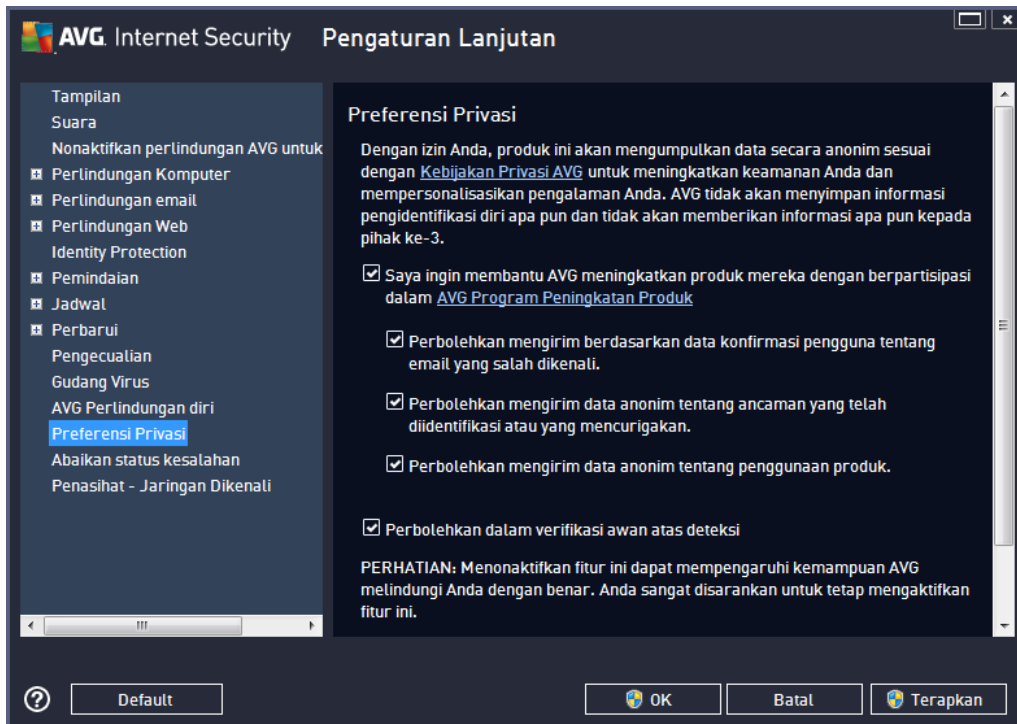 AVG. Internet Security Pengaturan Lanjutan
Tampilan
Suara
Nonaktifkan perlindungan AVG untuk
Perlindungan Komputer
Perlindungan email
Perlindungan Web
Identity Protection
Pemindaian
Jadwal
Perbarui
Pengecualian
Gudang Virus
AVG Perlindungan diri
Preferensi Privasi
Abaikan status kesalahan
Penasihat - Jaringan Dikenali
Preferensi Privasi
Dengan izin Anda, produk ini akan mengumpulkan data secara anonim sesuai
dengan Kebijakan Privasi AVG untuk meningkatkan keamanan Anda dan
mempersonalisasikan pengalaman Anda. AVG tidak akan menyimpan informasi
pengidentifikasi diri apa pun dan tidak akan memberikan informasi apa pun kepada
pihak ke-3.
Saya ingin membantu AVG meningkatkan produk mereka dengan berpartisipasi
dalam AVG Program Peningkatan Produk
Perbolehkan mengirim berdasarkan data konfirmasi pengguna tentang
email yang salah dikenali.
Perbolehkan mengirim data anonim tentang ancaman yang telah
diidentifikasi atau yang mencurigakan.
Perbolehkan mengirim data anonim tentang penggunaan produk.
Perbolehkan dalam verifikasi awan atas deteksi
PERHATIAN: Menonaktifkan fitur ini dapat mempengaruhi kemampuan AVG
melindungi Anda dengan benar. Anda sangat disarankan untuk tetap mengaktifkan
fitur ini.
? Default OK Batal Terapkan